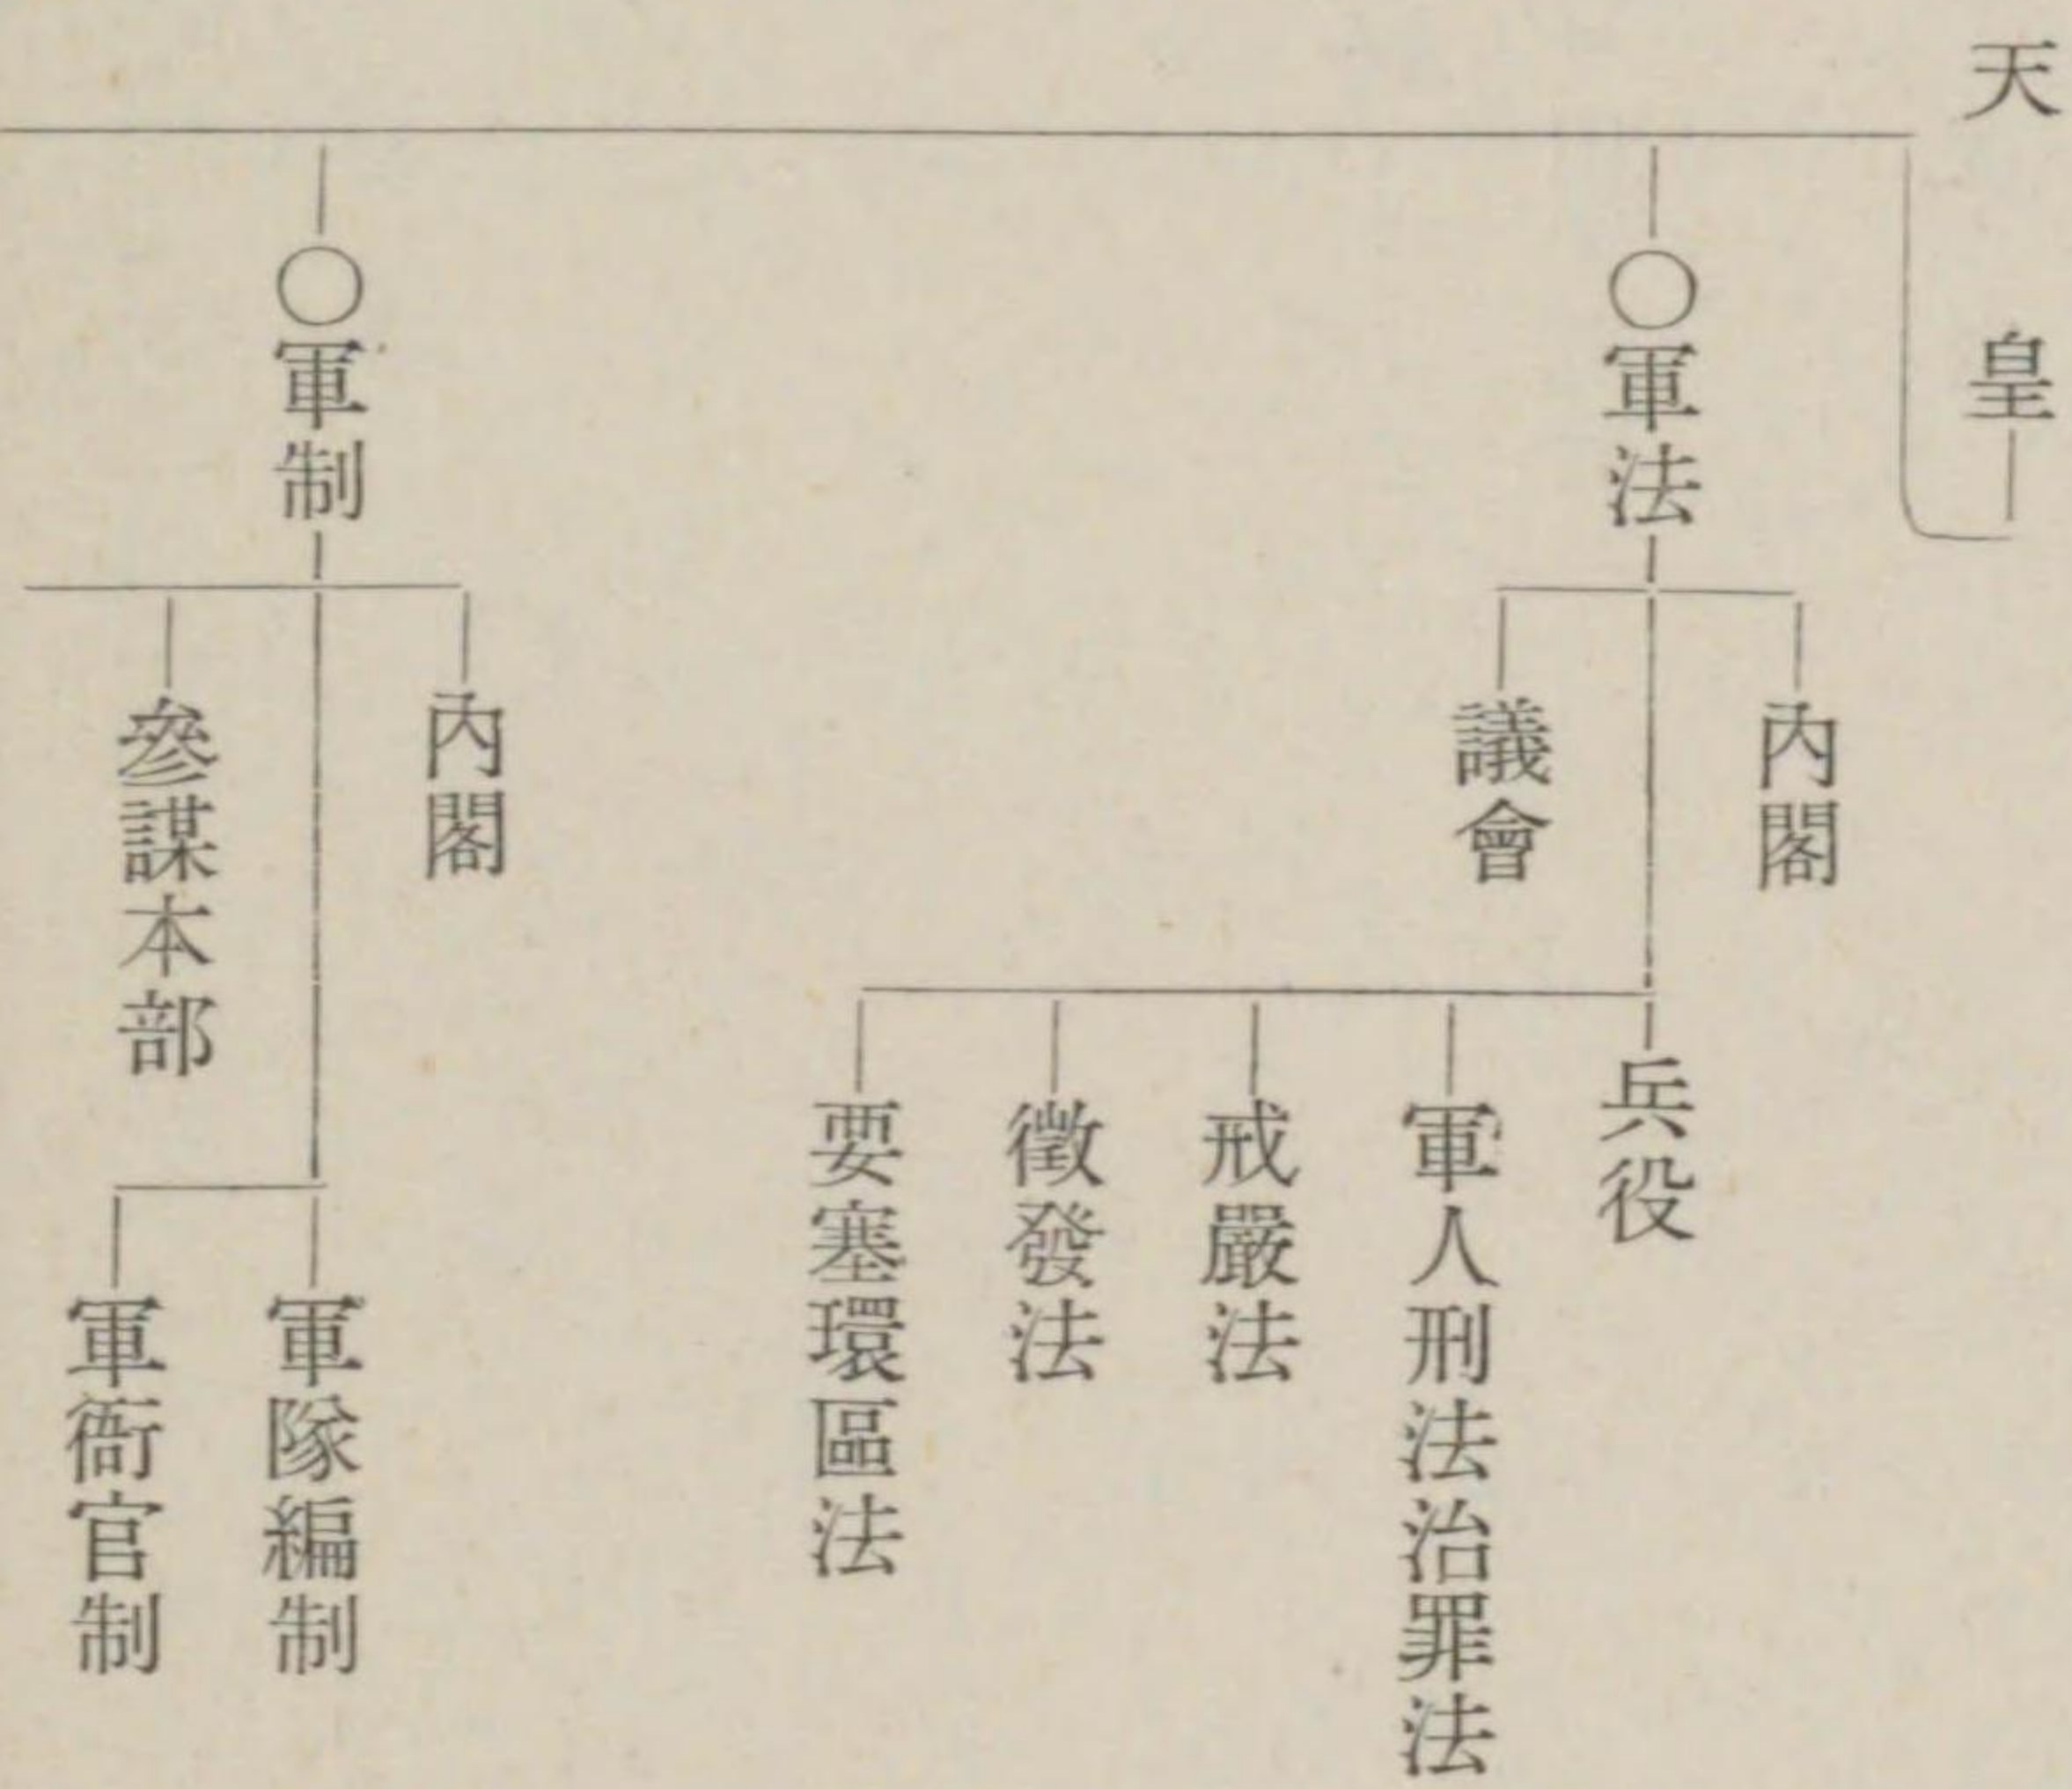 天皇
〇軍法
內閣
議會
兵役
軍人刑法治罪法
戒嚴法
徵發法
要塞環區法
〇軍制
內閣
參謀本部
軍隊編制
軍衙官制